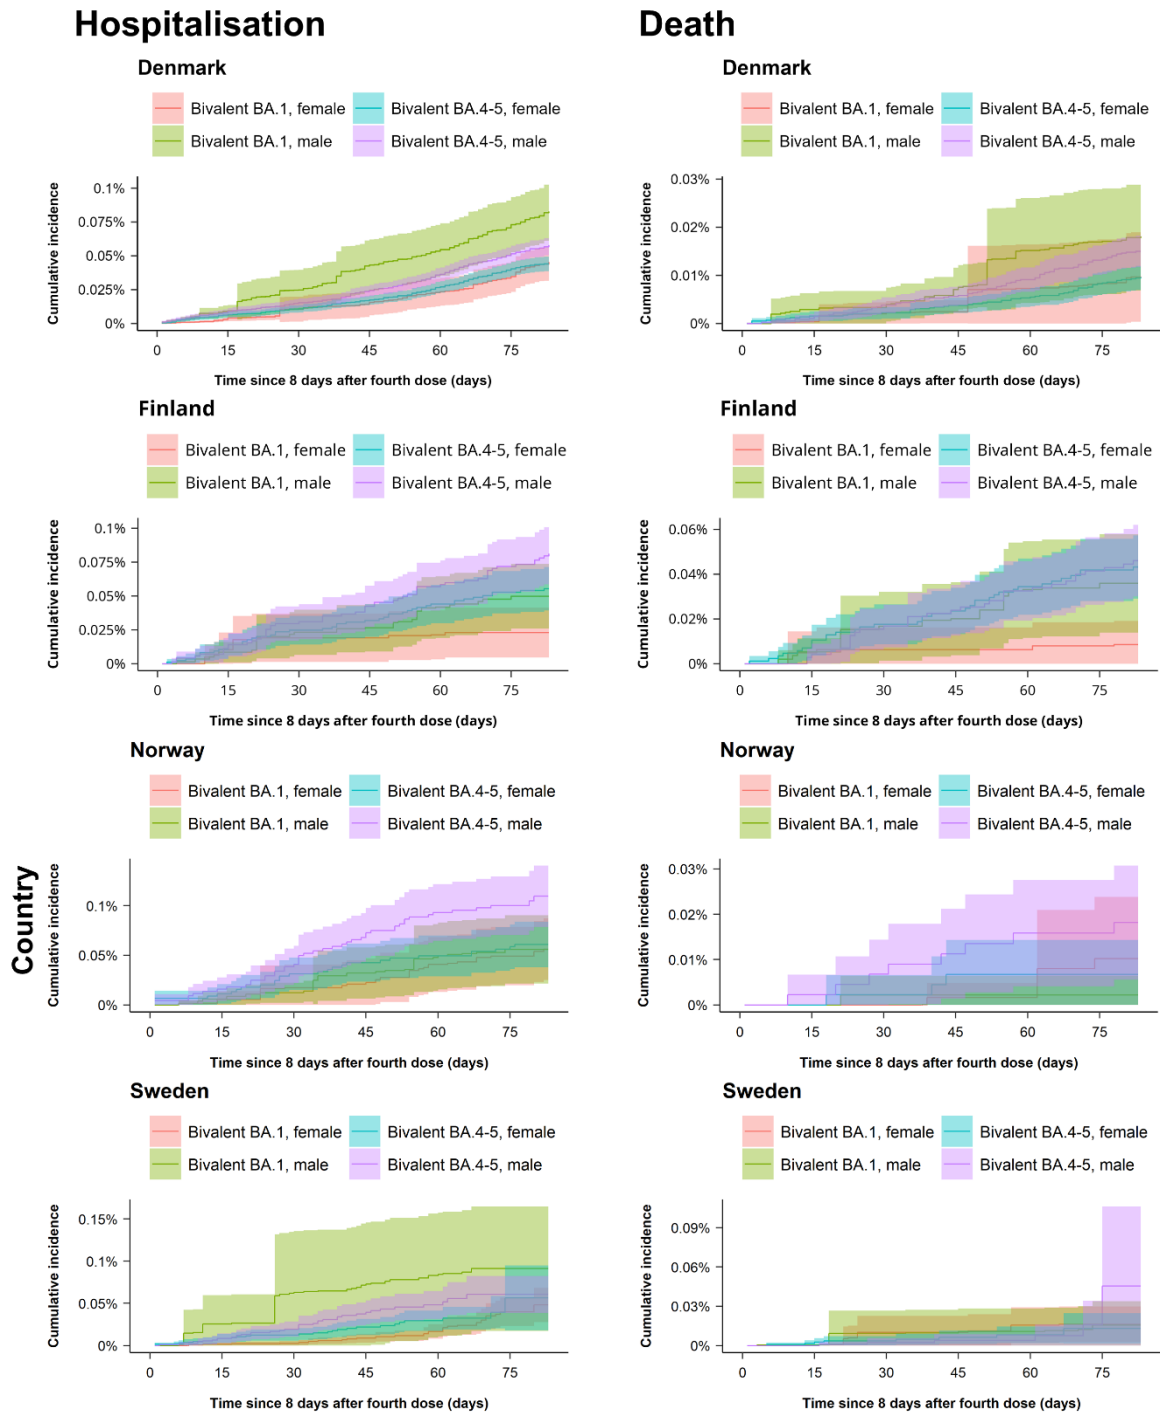 Hospitalisation
Death
Denmark
Bivalent BA.1, female
Bivalent BA.4-5, female
Bivalent BA.1, male
Bivalent BA.4-5, male
Cumulative incidence
0.1%
0.075%
0.05%
0.025%
0%
0 15 30 45 60 75
Time since 8 days after fourth dose (days)
Denmark
Bivalent BA.1, female
Bivalent BA.4-5, female
Bivalent BA.1, male
Bivalent BA.4-5, male
Cumulative incidence
0.03%
0.02%
0.01%
0%
0 15 30 45 60 75
Time since 8 days after fourth dose (days)
Finland
Bivalent BA.1, female
Bivalent BA.4-5, female
Bivalent BA.1, male
Bivalent BA.4-5, male
Cumulative incidence
0.1%
0.075%
0.05%
0.025%
0%
0 15 30 45 60 75
Time since 8 days after fourth dose (days)
Finland
Bivalent BA.1, female
Bivalent BA.4-5, female
Bivalent BA.1, male
Bivalent BA.4-5, male
Cumulative incidence
0.06%
0.04%
0.02%
0%
0 15 30 45 60 75
Time since 8 days after fourth dose (days)
Country
Norway
Bivalent BA.1, female
Bivalent BA.4-5, female
Bivalent BA.1, male
Bivalent BA.4-5, male
Cumulative incidence
0.1%
0.05%
0%
0 15 30 45 60 75
Time since 8 days after fourth dose (days)
Norway
Bivalent BA.1, female
Bivalent BA.4-5, female
Bivalent BA.1, male
Bivalent BA.4-5, male
Cumulative incidence
0.03%
0.02%
0.01%
0%
0 15 30 45 60 75
Time since 8 days after fourth dose (days)
Sweden
Bivalent BA.1, female
Bivalent BA.4-5, female
Bivalent BA.1, male
Bivalent BA.4-5, male
Cumulative incidence
0.15%
0.1%
0.05%
0%
0 15 30 45 60 75
Time since 8 days after fourth dose (days)
Sweden
Bivalent BA.1, female
Bivalent BA.4-5, female
Bivalent BA.1, male
Bivalent BA.4-5, male
Cumulative incidence
0.09%
0.06%
0.03%
0%
0 15 30 45 60 75
Time since 8 days after fourth dose (days)